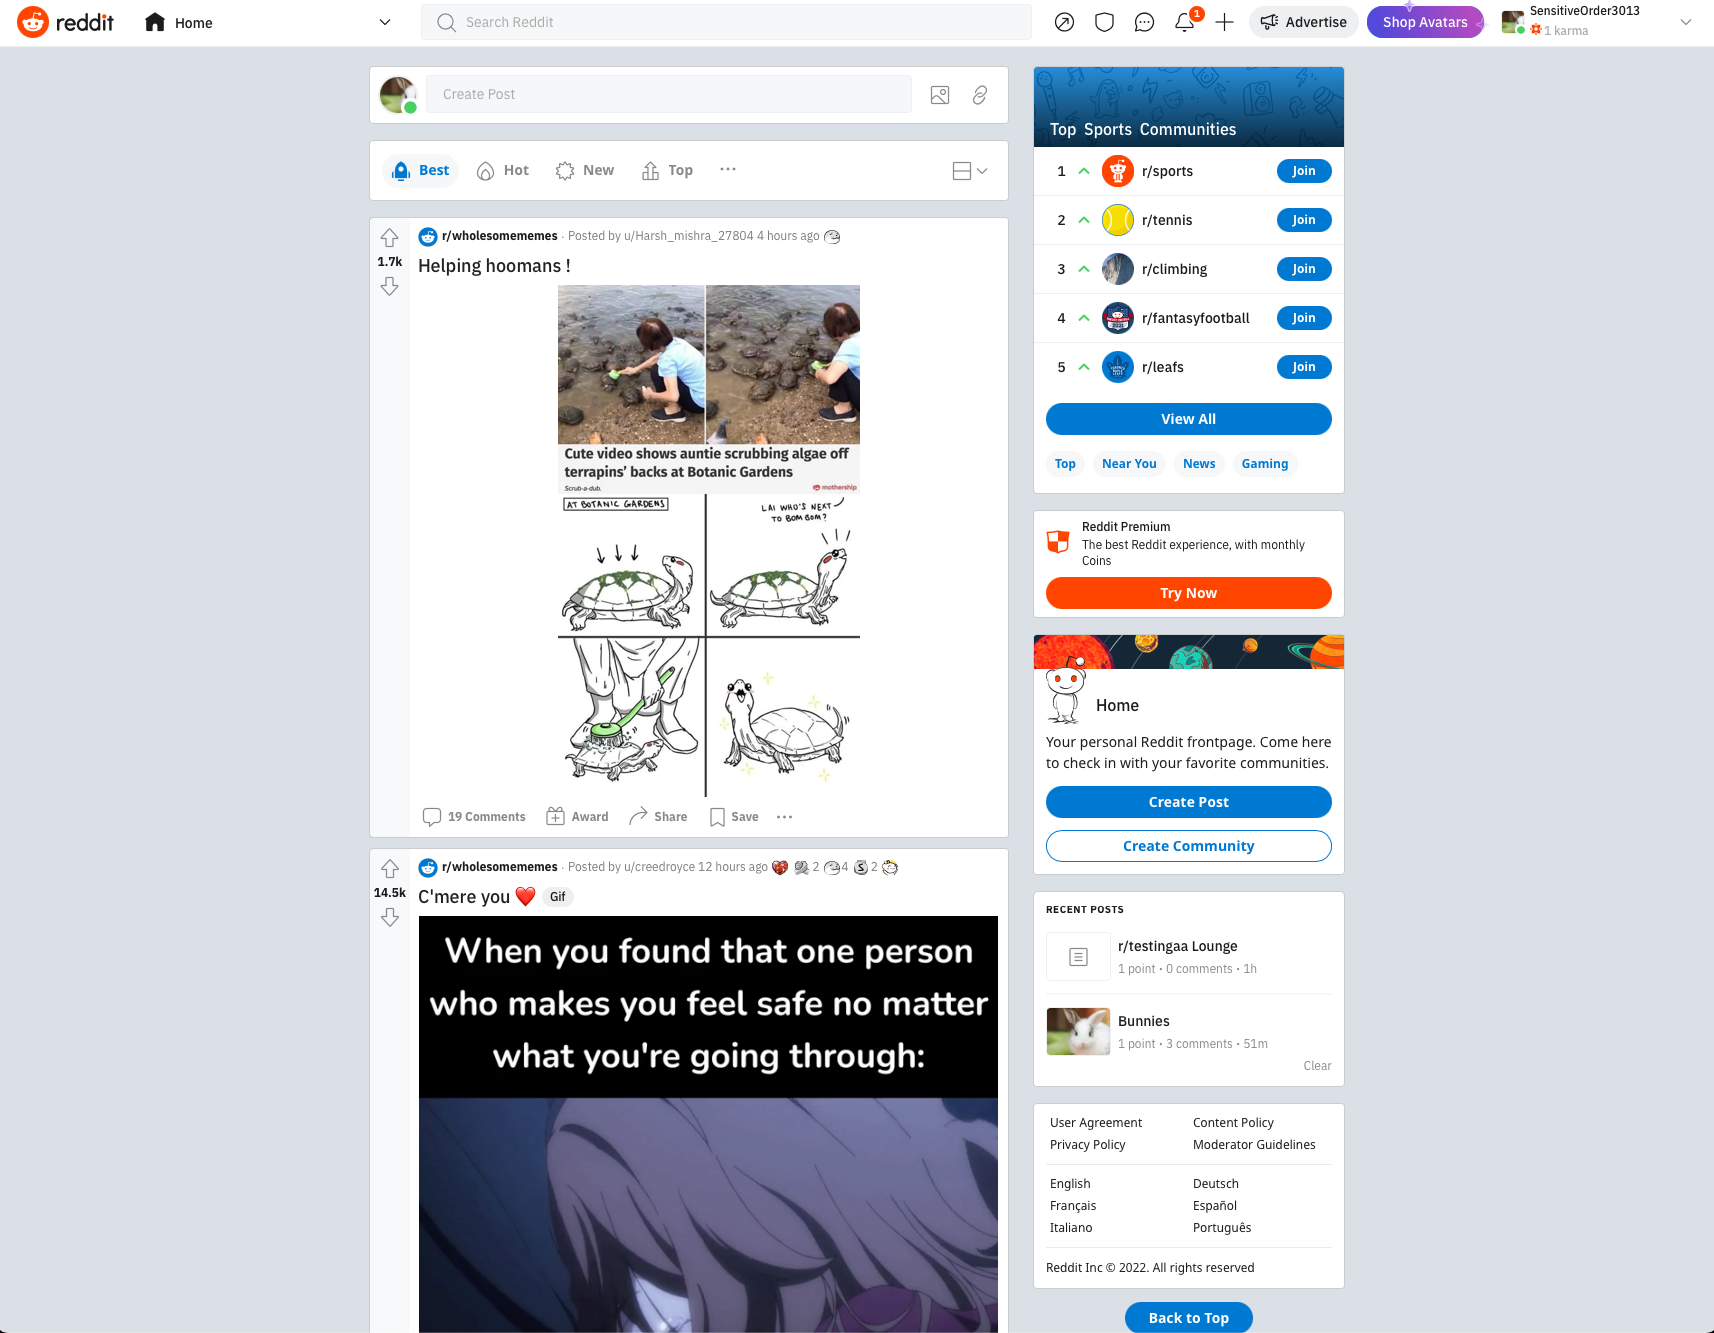 reddit
Home
Search Reddit
1
Advertise
Shop Avatars
SensitiveOrder3013
1 karma
Create Post
Best
Hot
New
Top
r/wholesomememes · Posted by u/Harsh_mishra_27804 4 hours ago
1.7k
Helping hoomans !
Cute video shows auntie scrubbing algae off
terrapins' backs at Botanic Gardens
Scrub-a-dub.
mothership
AT BOTANIC GARDENS
LAI WHO'S NEXT
TO BOM BOM?
19 Comments
Award
Share
Save
r/wholesomememes · Posted by u/creedroyce 12 hours ago 2 4 S 2
14.5k
C'mere you ❤️ Gif
When you found that one person
who makes you feel safe no matter
what you're going through:
Top Sports Communities
1 r/sports Join
2 r/tennis Join
3 r/climbing Join
4 r/fantasyfootball Join
5 r/leafs Join
View All
Top
Near You
News
Gaming
Reddit Premium
The best Reddit experience, with monthly
Coins
Try Now
Home
Your personal Reddit frontpage. Come here
to check in with your favorite communities.
Create Post
Create Community
RECENT POSTS
r/testingaa Lounge
1 point • 0 comments • 1h
Bunnies
1 point • 3 comments • 51m
Clear
User Agreement
Content Policy
Privacy Policy
Moderator Guidelines
English
Deutsch
Français
Español
Italiano
Português
Reddit Inc © 2022. All rights reserved
Back to Top